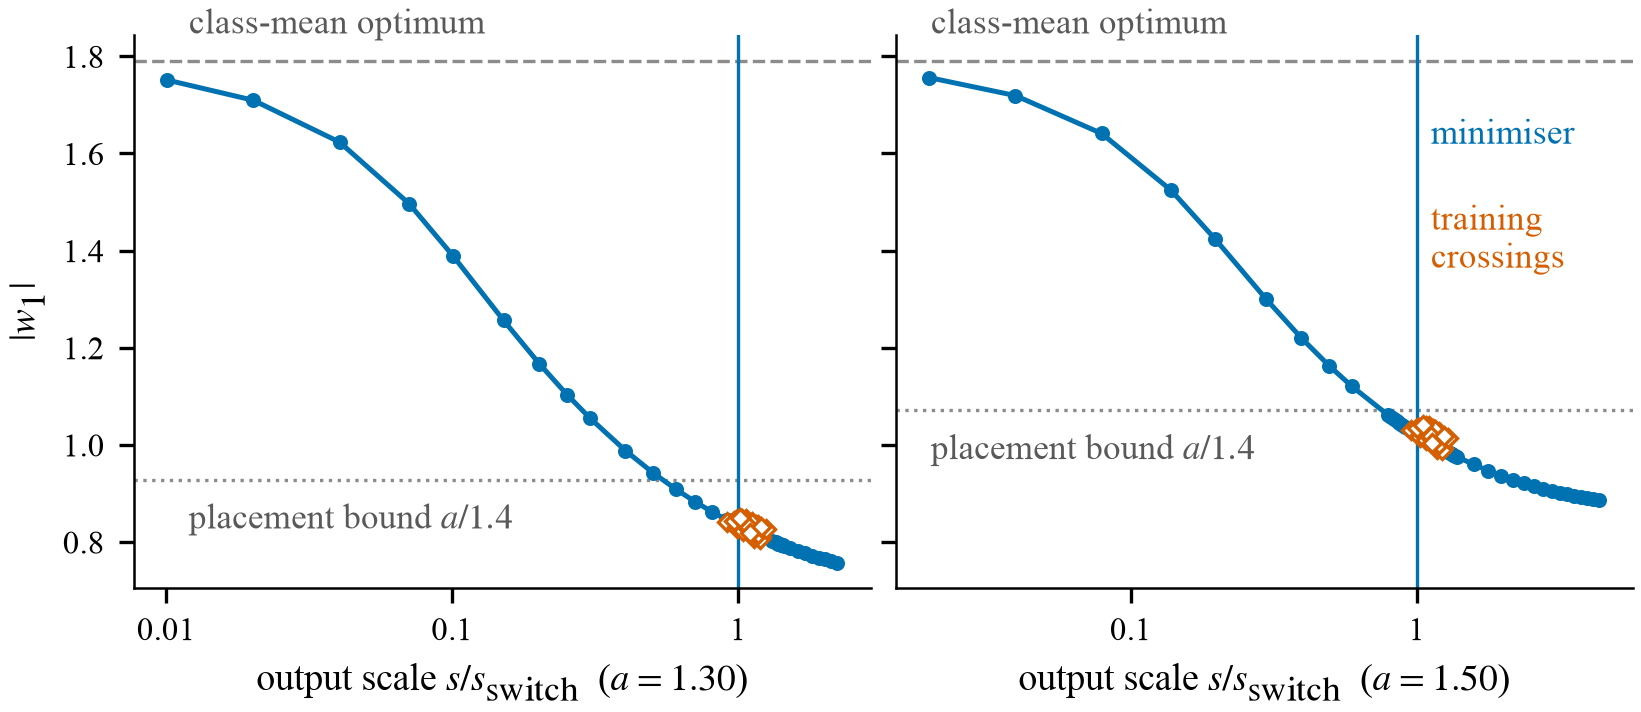 class-mean optimum
class-mean optimum
1.8
1.6
1.4
1.2
1.0
0.8
|w1|
minimiser
training
crossings
placement bound a/1.4
placement bound a/1.4
0.01
0.1
1
0.1
1
output scale s/sswitch (a = 1.30)
output scale s/sswitch (a = 1.50)